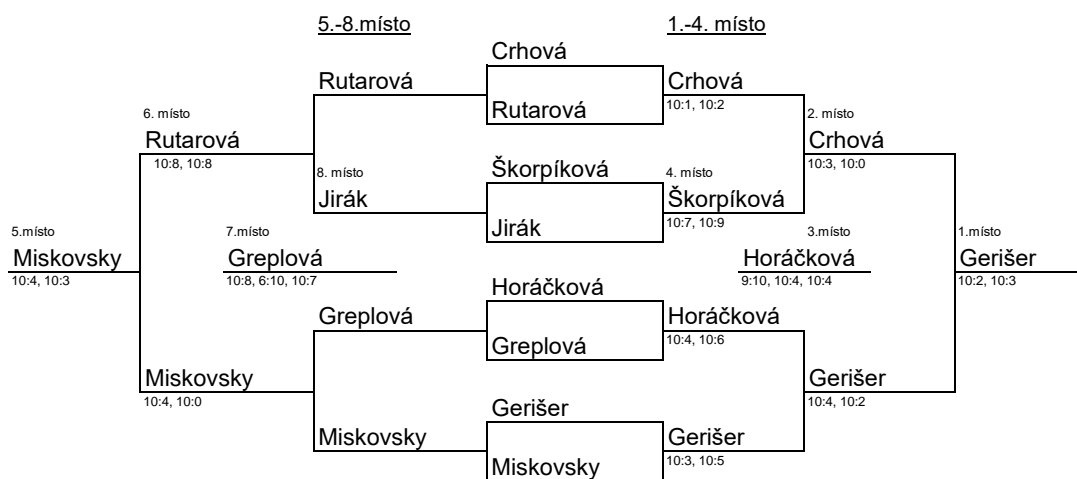 5.-8.místo
1.-4. místo
Crhová
Rutarová
Crhová
10:1, 10:2
Rutarová
6. místo
Rutarová
10:8, 10:8
2. místo
Crhová
10:3, 10:0
Škorpíková
8. místo
Jirák
4. místo
Škorpíková
10:7, 10:9
Jirák
5.místo
Miskovsky
10:4, 10:3
7.místo
Greplová
10:8, 6:10, 10:7
3.místo
Horáčková
9:10, 10:4, 10:4
1.místo
Gerišer
10:2, 10:3
Horáčková
Greplová
Horáčková
10:4, 10:6
Greplová
Miskovsky
10:4, 10:0
Gerišer
10:4, 10:2
Gerišer
Miskovsky
Gerišer
10:3, 10:5
Miskovsky